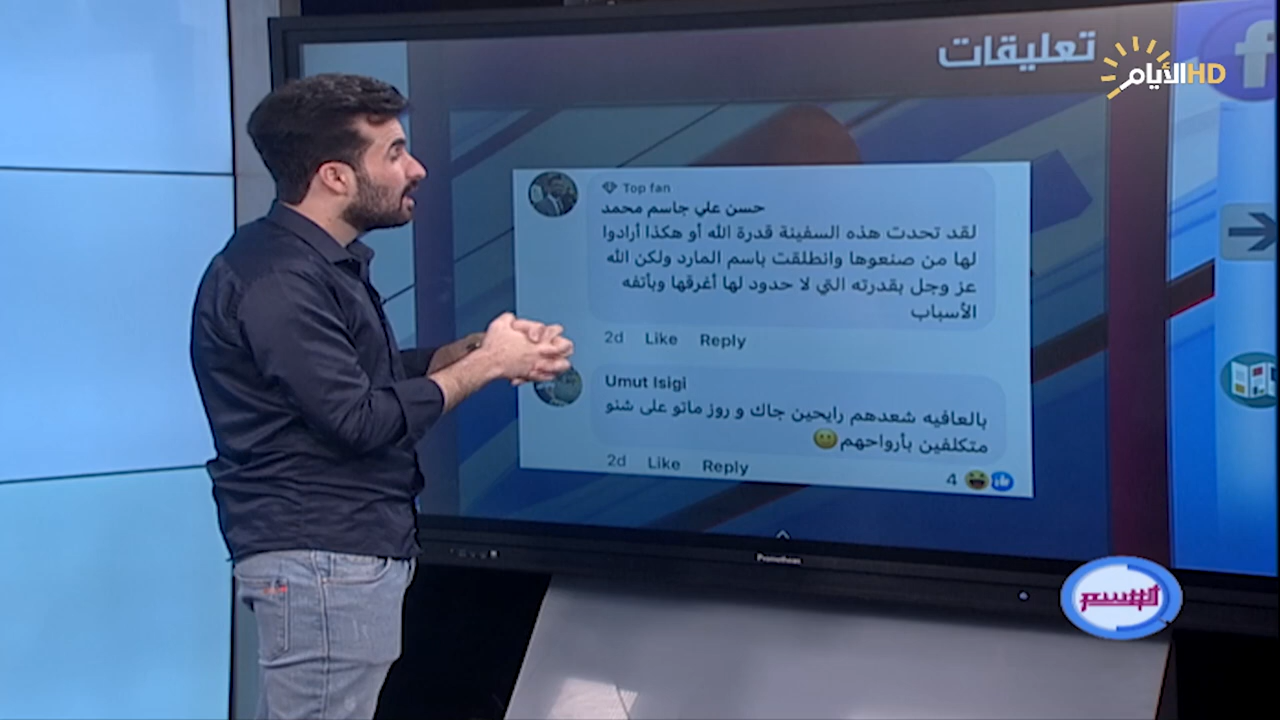 تعليقات
الأيام HD
Top fan
حسن علي جاسم محمد
لقد تحدت هذه السفينة قدرة الله أو هكذا أرادوا
لها من صنعوها وانطلقت باسم المارد ولكن الله
عز وجل بقدرته التي لا حدود لها أغرقها وبأتفه
الأسباب
2d Like Reply
Umut Isigi
بالعافيه شعدهم رايحين جاك و روز ماتو على شنو
متكلفين بأرواحهم
2d Like Reply
4
Promethean